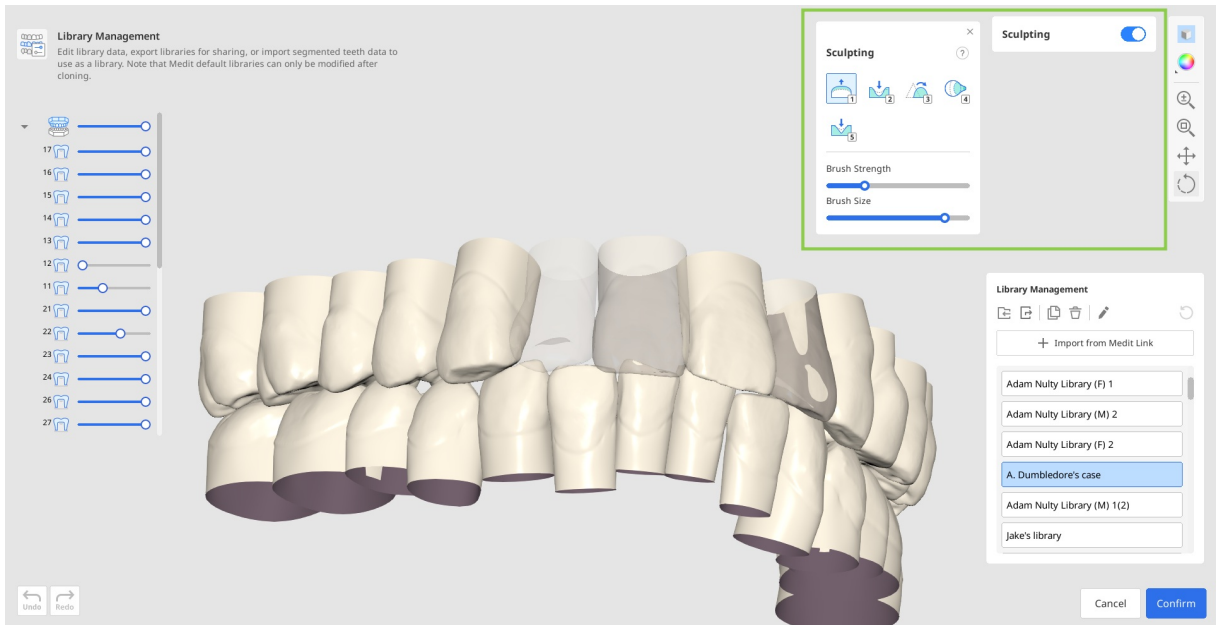 Library Management
Edit library data, export libraries for sharing, or import segmented teeth data to
use as a library. Note that Medit default libraries can only be modified after
cloning.
17
16
15
14
13
12
11
21
22
23
24
26
27
Sculpting
?
1
2
3
4
5
Brush Strength
Brush Size
Sculpting
Library Management
+ Import from Medit Link
Adam Nulty Library (F) 1
Adam Nulty Library (M) 2
Adam Nulty Library (F) 2
A. Dumbledore's case
Adam Nulty Library (M) 1(2)
Jake's library
Undo
Redo
Cancel
Confirm